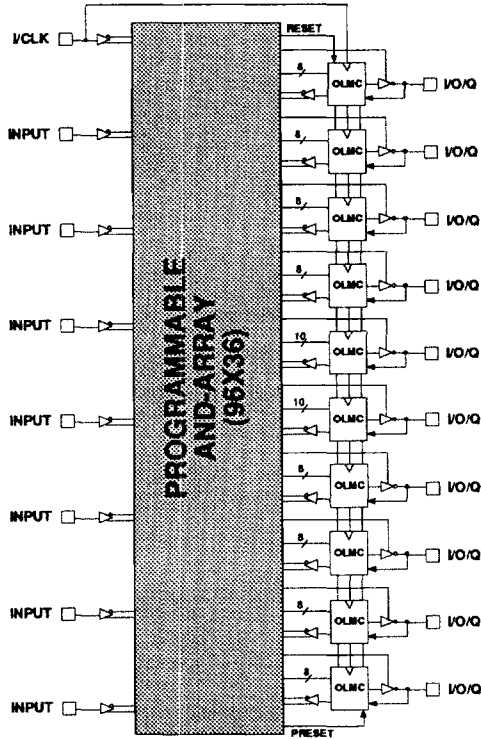 I/CLK
INPUT
INPUT
INPUT
INPUT
INPUT
INPUT
INPUT
PROGRAMMABLE
AND-ARRAY
(96X36)
RESET
8
OLMC
I/O/Q
8
OLMC
I/O/Q
8
OLMC
I/O/Q
8
OLMC
I/O/Q
10
OLMC
I/O/Q
10
OLMC
I/O/Q
8
OLMC
I/O/Q
8
OLMC
I/O/Q
8
OLMC
I/O/Q
8
OLMC
I/O/Q
PRESET